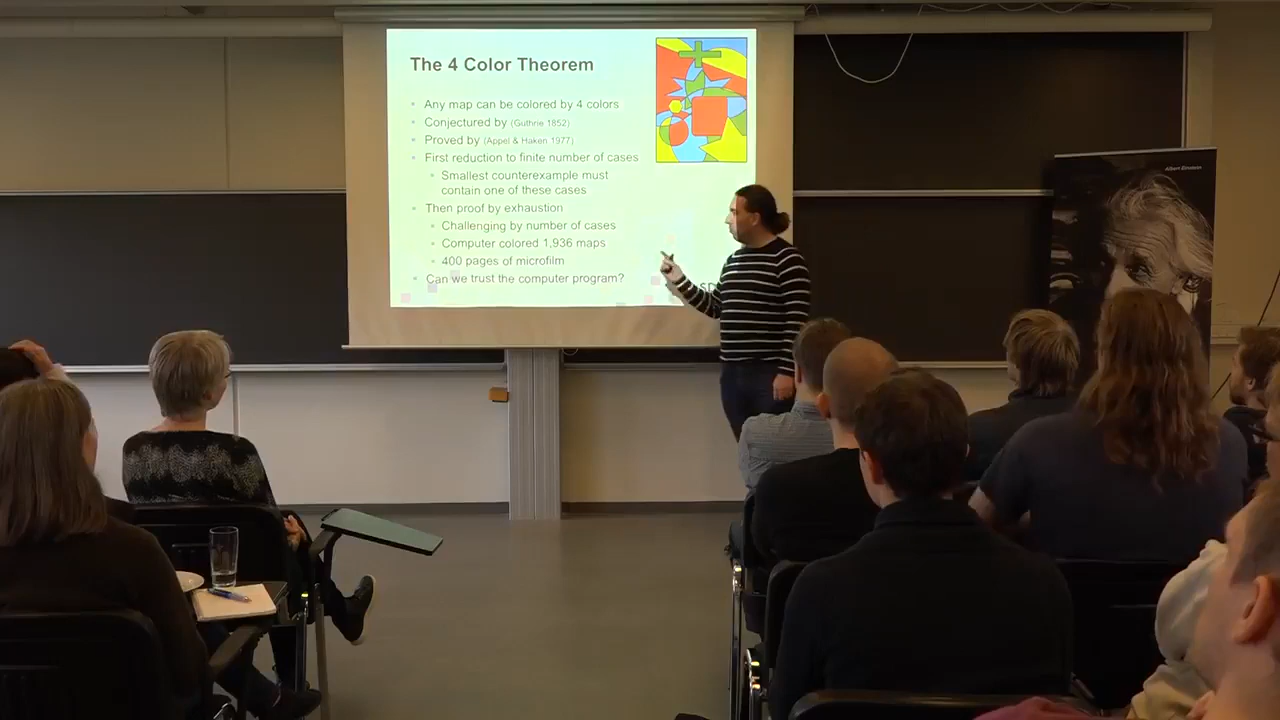 The 4 Color Theorem
Any map can be colored by 4 colors
Conjectured by (Guthrie 1852)
Proved by (Appel & Haken 1977)
First reduction to finite number of cases
Smallest counterexample must
contain one of these cases
Then proof by exhaustion
Challenging by number of cases
Computer colored 1,936 maps
400 pages of microfilm
Can we trust the computer program?
Albert Einstein